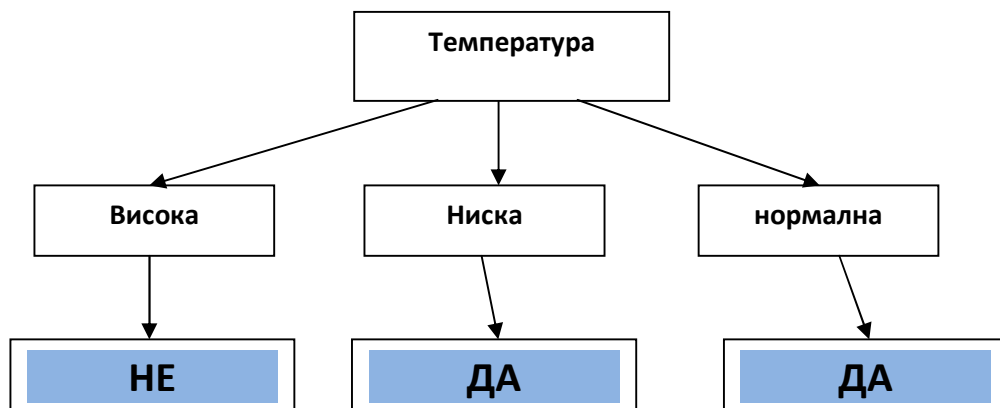 Температура
Висока
Ниска
нормална
НЕ
ДА
ДА